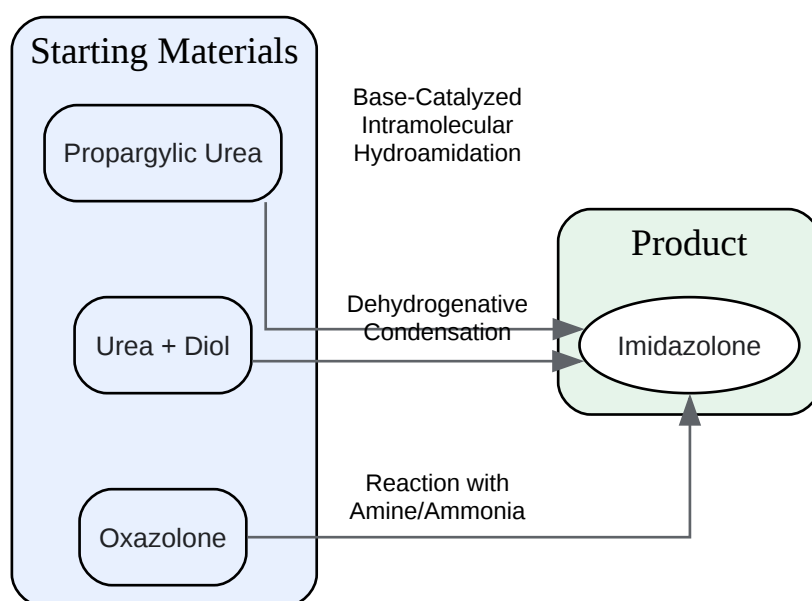 Starting Materials
Propargylic Urea
Base-Catalyzed
Intramolecular
Hydroamidation
Product
Urea + Diol
Dehydrogenative
Condensation
Imidazolone
Oxazolone
Reaction with
Amine/Ammonia